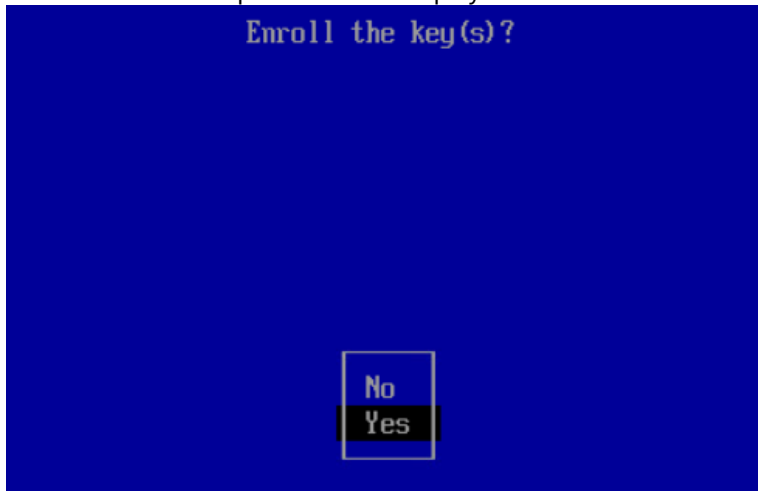 Enroll the key(s)?
No
Yes